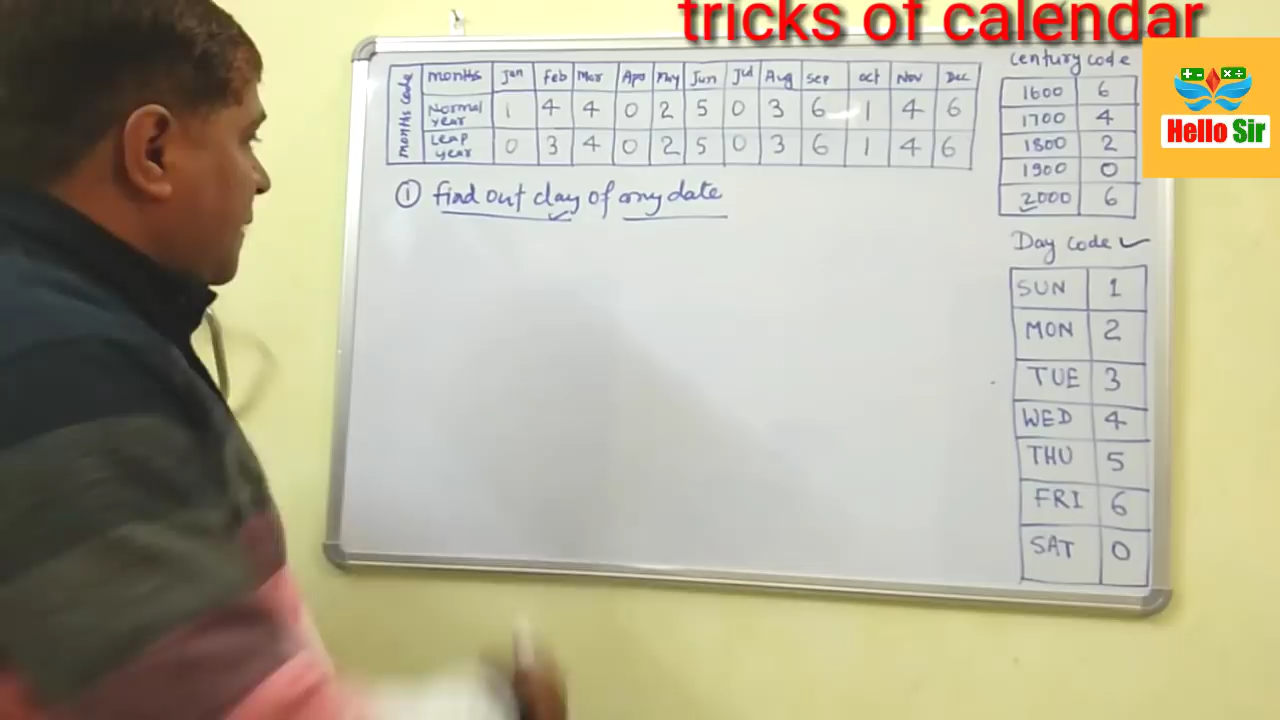 tricks of calendar
months code
months Jan Feb Mar Apr May Jun Jul Aug Sep Oct Nov Dec
Normal year 1 4 4 0 2 5 0 3 6 1 4 6
Leap year 0 3 4 0 2 5 0 3 6 1 4 6
① find out day of any date
Century code
1600 6
1700 4
1800 2
1900 0
2000 6
Hello Sir
Day code
SUN 1
MON 2
TUE 3
WED 4
THU 5
FRI 6
SAT 0